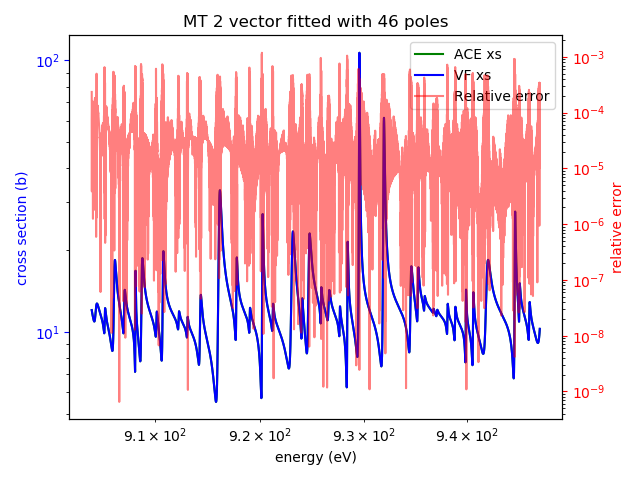 MT 2 vector fitted with 46 poles
ACE xs
VF xs
Relative error
10²
10¹
cross section (b)
10⁻³
10⁻⁴
10⁻⁵
10⁻⁶
10⁻⁷
10⁻⁸
10⁻⁹
relative error
9.1 × 10² 9.2 × 10² 9.3 × 10² 9.4 × 10²
energy (eV)